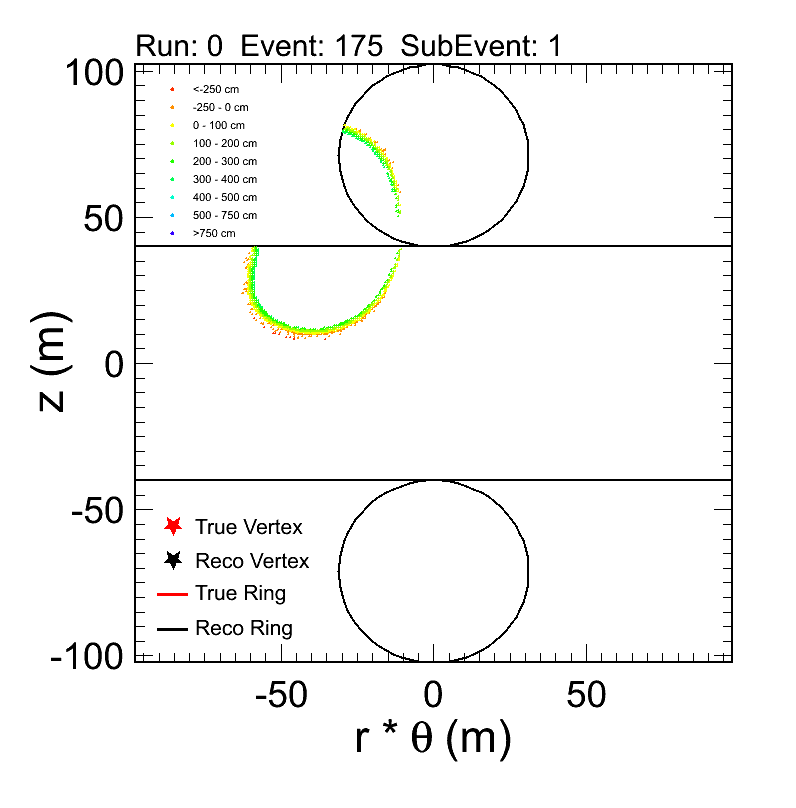 Run: 0  Event: 175  SubEvent: 1
100
<-250 cm
-250 - 0 cm
0 - 100 cm
100 - 200 cm
200 - 300 cm
300 - 400 cm
400 - 500 cm
500 - 750 cm
>750 cm
50
z (m)
0
-50
True Vertex
Reco Vertex
True Ring
Reco Ring
-100
-50 0 50
r * θ (m)